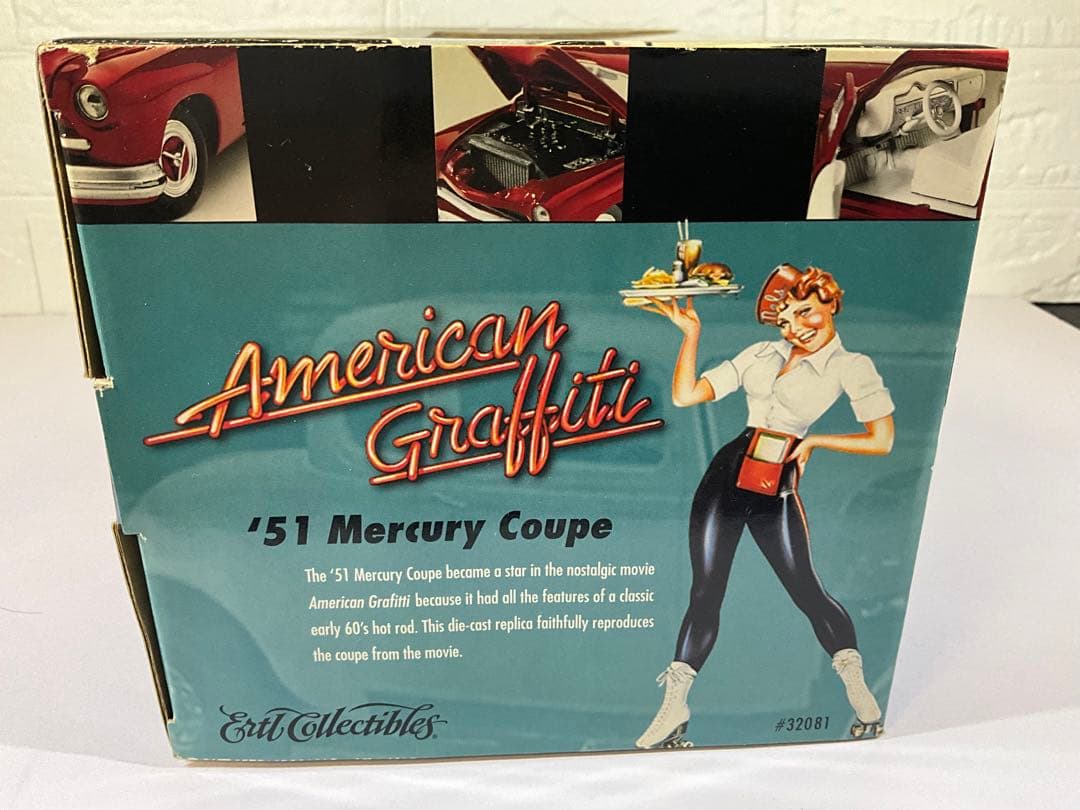 American
Graffiti
Mel's
'51 Mercury Coupe
The '51 Mercury Coupe became a star in the nostalgic movie
American Grafitti because it had all the features of a classic
early 60's hot rod. This die-cast replica faithfully reproduces
the coupe from the movie.
Ertl Collectibles®
#32081